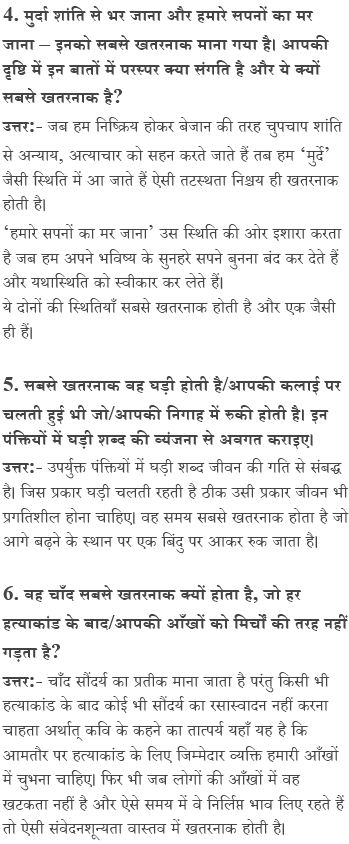 4. मुर्दा शांति से भर जाना और हमारे सपनों का मर
जाना – इनको सबसे खतरनाक माना गया है। आपकी
दृष्टि में इन बातों में परस्पर क्या संगति है और ये क्यों
सबसे खतरनाक है?
उत्तर:- जब हम निष्क्रिय होकर बेजान की तरह चुपचाप शांति
से अन्याय, अत्याचार को सहन करते जाते हैं तब हम ‘मुर्दे’
जैसी स्थिति में आ जाते हैं ऐसी तटस्थता निश्चय ही खतरनाक
होती है।
‘हमारे सपनों का मर जाना’ उस स्थिति की ओर इशारा करता
है जब हम अपने भविष्य के सुनहरे सपने बुनना बंद कर देते हैं
और यथास्थिति को स्वीकार कर लेते हैं।
ये दोनों की स्थितियाँ सबसे खतरनाक होती है और एक जैसी
ही हैं।
5. सबसे खतरनाक वह घड़ी होती है/आपकी कलाई पर
चलती हुई भी जो/आपकी निगाह में रुकी होती है। इन
पंक्तियों में घड़ी शब्द की व्यंजना से अवगत कराइए।
उत्तर:- उपर्युक्त पंक्तियों में घड़ी शब्द जीवन की गति से संबद्ध
है। जिस प्रकार घड़ी चलती रहती है ठीक उसी प्रकार जीवन भी
प्रगतिशील होना चाहिए। वह समय सबसे खतरनाक होता है जो
आगे बढ़ने के स्थान पर एक बिंदु पर आकर रुक जाता है।
6. वह चाँद सबसे खतरनाक क्यों होता है, जो हर
हत्याकांड के बाद/आपकी आँखों को मिर्चों की तरह नहीं
गड़ता है?
उत्तर:- चाँद सौंदर्य का प्रतीक माना जाता है परंतु किसी भी
हत्याकांड के बाद कोई भी सौंदर्य का रसास्वादन नहीं करना
चाहता अर्थात् कवि के कहने का तात्पर्य यहाँ यह है कि
आमतौर पर हत्याकांड के लिए जिम्मेदार व्यक्ति हमारी आँखों
में चुभना चाहिए। फिर भी जब लोगों की आँखों में वह
खटकता नहीं है और ऐसे समय में वे निर्लिप्त भाव लिए रहते हैं
तो ऐसी संवेदनशून्यता वास्तव में खतरनाक होती है।